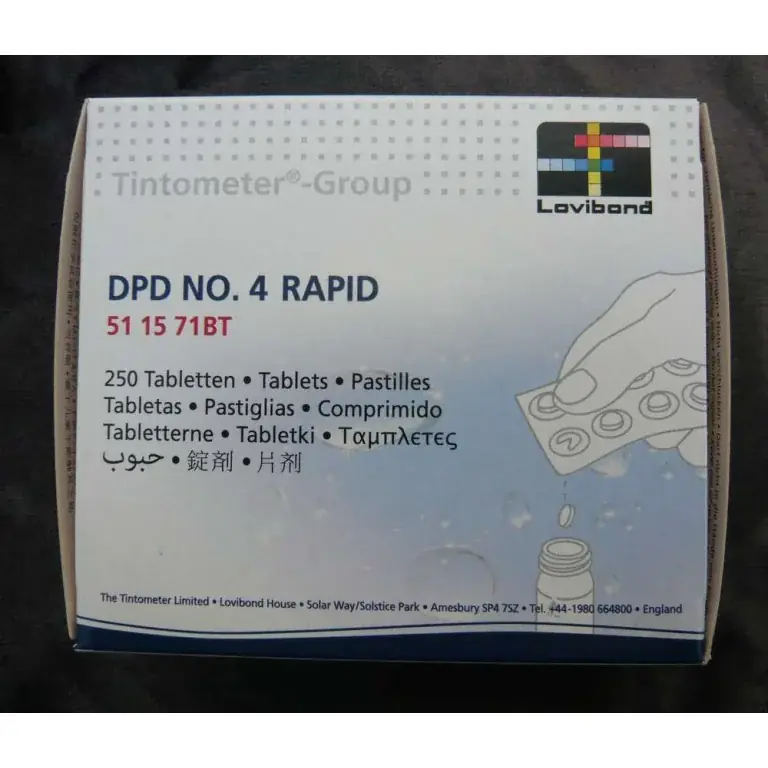 Tintometer®-Group
Lovibond
DPD NO. 4 RAPID
51 15 71BT
250 Tabletten • Tablets • Pastilles
Tabletas • Pastiglias • Comprimido
Tabletterne • Tabletki • Ταμπλετες
حبوب • 錠剤 • 片剂
The Tintometer Limited • Lovibond House • Solar Way/Solstice Park • Amesbury SP4 7SZ • Tel. +44-1980 664800 • England